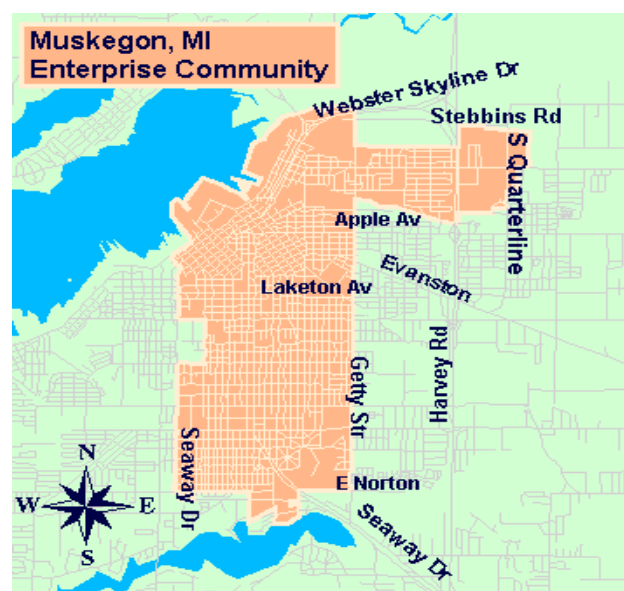 Muskegon, MI
Enterprise Community
Webster Skyline Dr
Stebbins Rd
S Quarterline
Apple Av
Evanston
Laketon Av
Harvey Rd
Getty Str
Seaway Dr
E Norton
Seaway Dr
N
W E
S